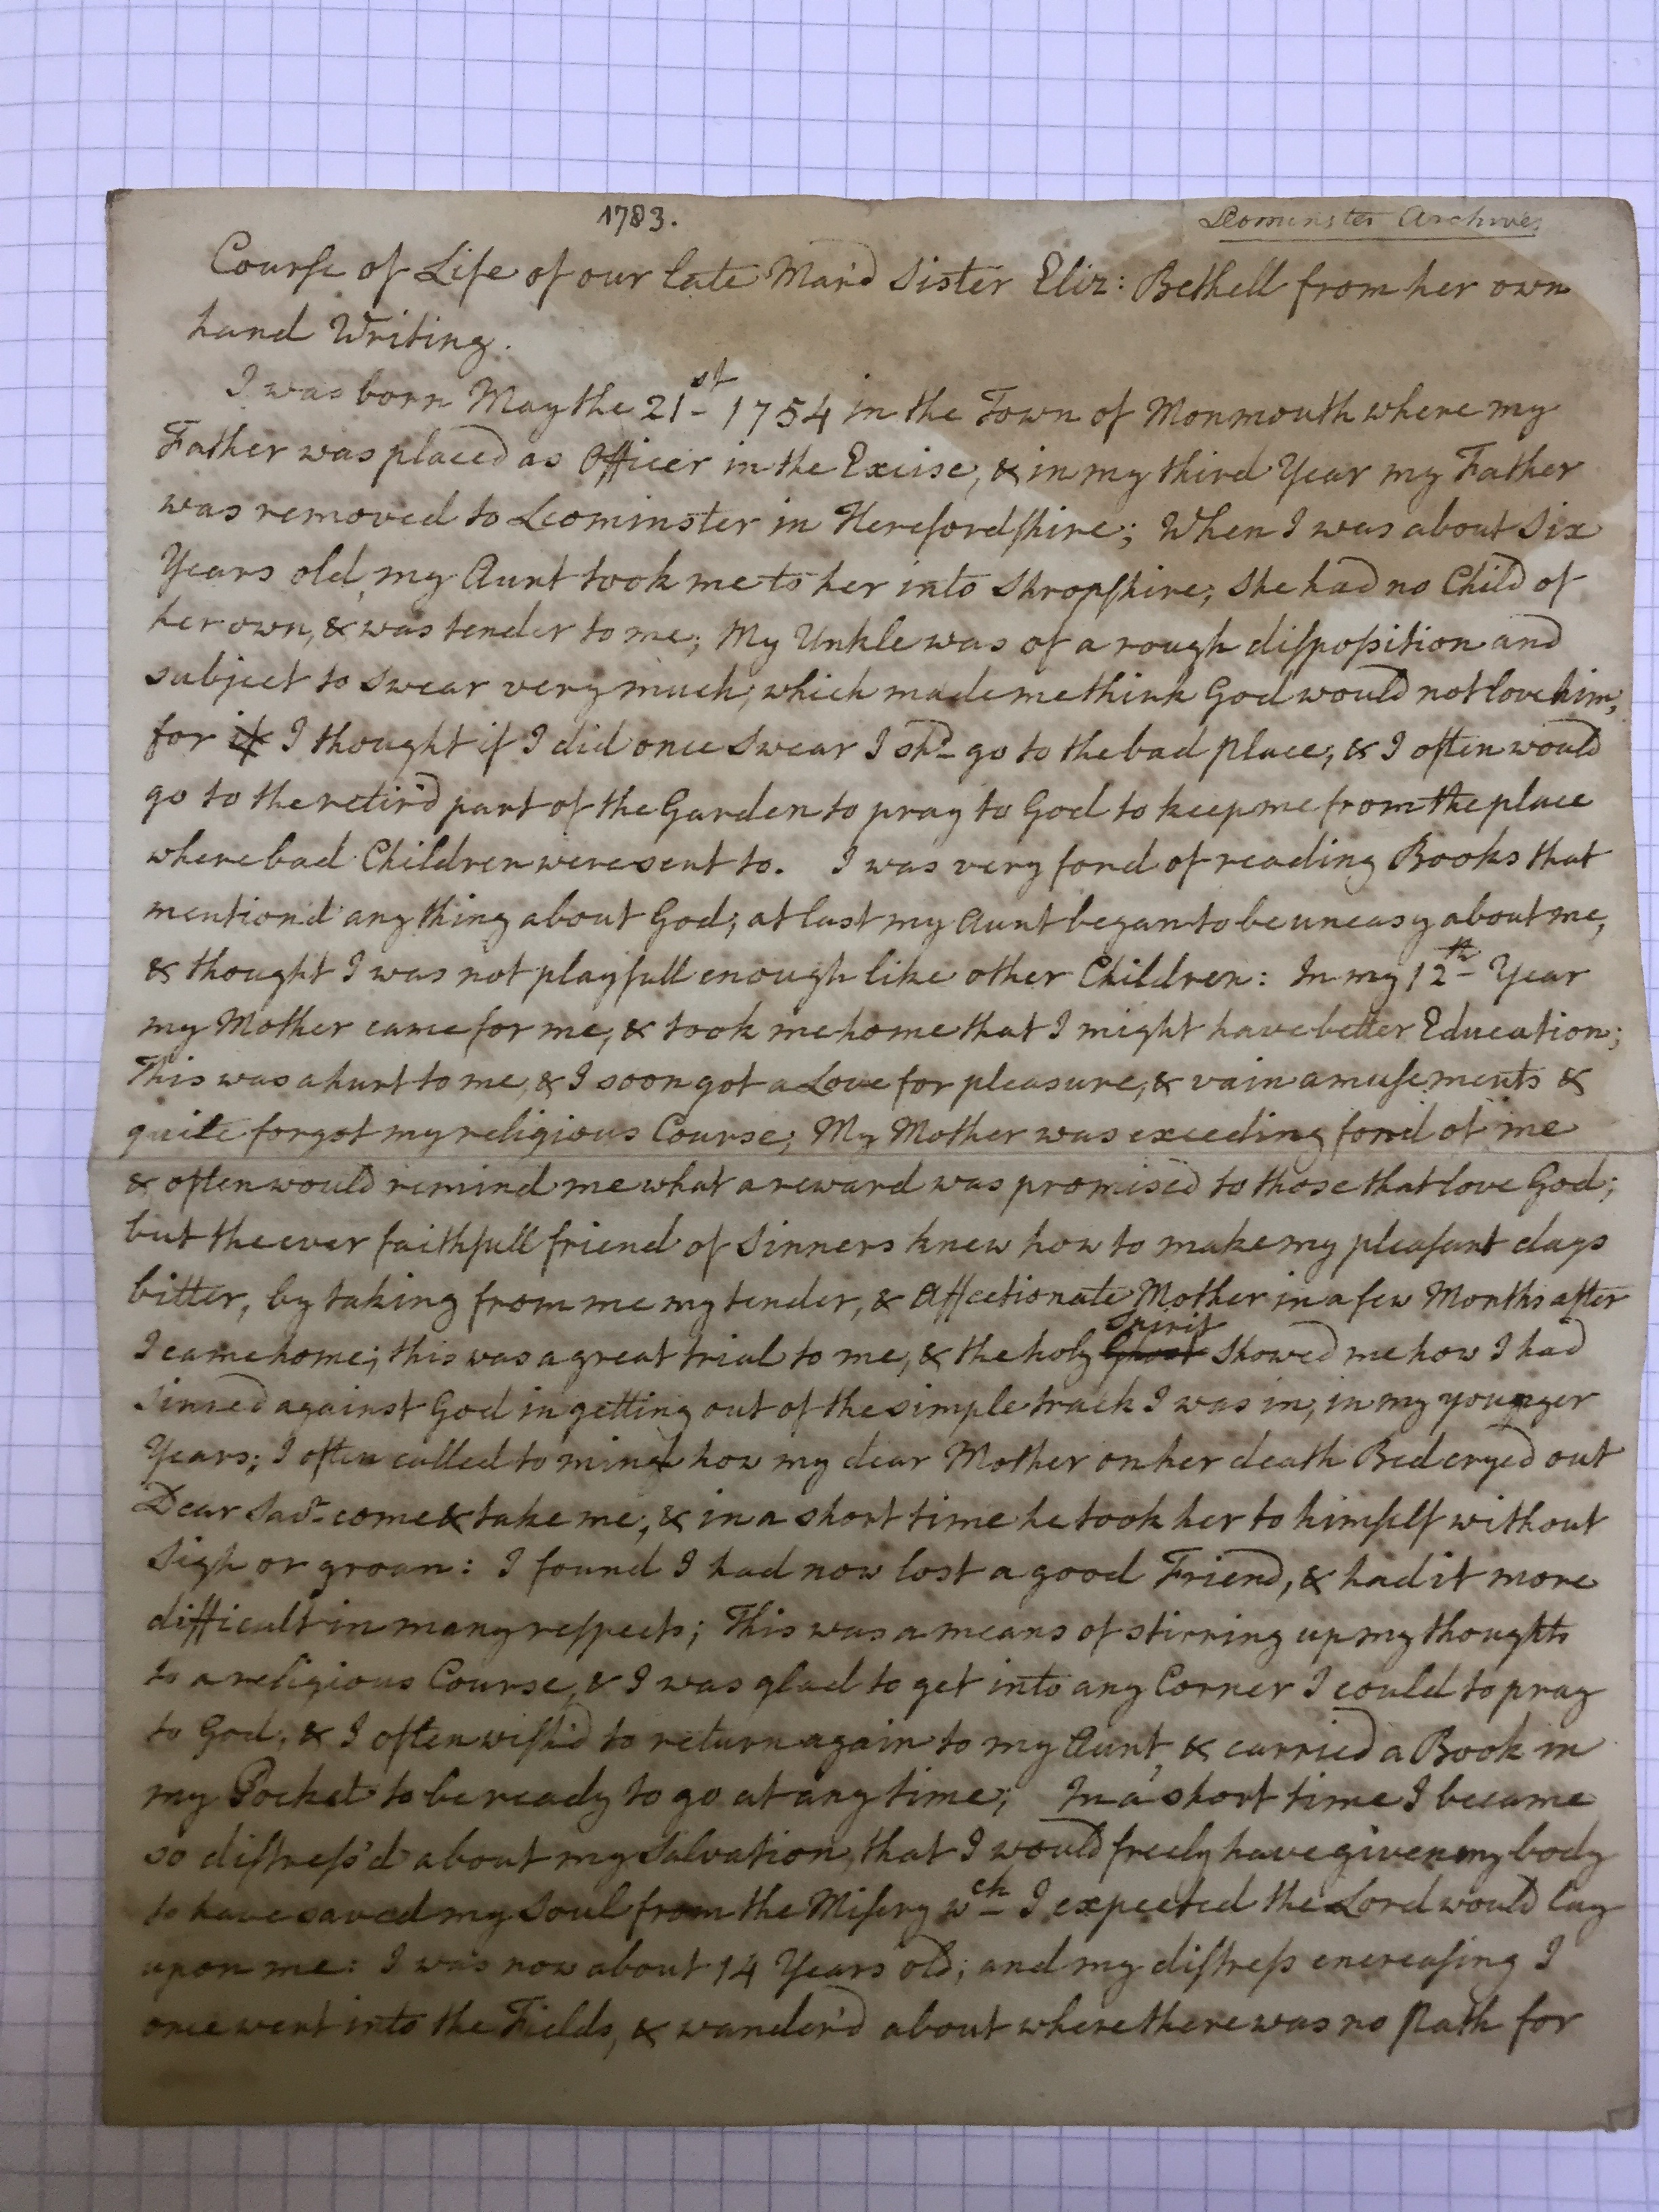 1783.
Leominster Archives
Course of Life of our late Mar'd Sister Eliz: Bethell from her own
hand Writing.
I was born May the 21st 1754 in the Town of Monmouth where my
Father was placed as Officer in the Excise, & in my third Year my Father
was removed to Leominster in Herefordshire; When I was about Six
Years old, my Aunt took me to her into Shropshire; She had no Child of
her own, & was tender to me; My Unkle was of a rough disposition and
subject to Swear very much; which made me think God would not love him,
for if I thought if I did once Swear I shd go to the bad place; & I often would
go to the retir'd part of the Garden to pray to God to keep me from the place
where bad Children were sent to. I was very fond of reading Books that
mention'd any thing about God; at last my Aunt began to be uneasy about me,
& thought I was not playfull enough like other Children: In my 12th Year
my Mother came for me, & took me home that I might have better Education;
This was a hurt to me, & I soon got a Love for pleasure, & vain amusements &
quite forgot my religious Course; My Mother was exceeding fond of me
& often would remind me what a reward was promised to those that love God;
but the ever faithfull friend of Sinners knew how to make my pleasant days
bitter, by taking from me my tender, & Affectionate Mother in a few Months after
I came home; this was a great trial to me, & the holy Ghost Spirit Showed me how I had
Sinned against God in getting out of the simple track I was in, in my younger
Years; I often called to mind how my dear Mother on her death Bed cryed out
Dear Savr come & take me, & in a short time he took her to himself without
Sigh or groan: I found I had now lost a good Friend, & had it more
difficult in many respects; This was a means of stirring up my thoughts
to a religious Course, & I was glad to get into any Corner I could to pray
to God, & I often wish'd to return again to my Aunt, & carried a Book in
my Pocket to be ready to go at any time; In a short time I became
so distress'd about my Salvation, that I would freely have given my body
to have saved my Soul from the Misery wch I expected the Lord would lay
upon me: I was now about 14 Years old; and my distress encreasing I
once went into the Fields, & wander'd about where there was no Path for